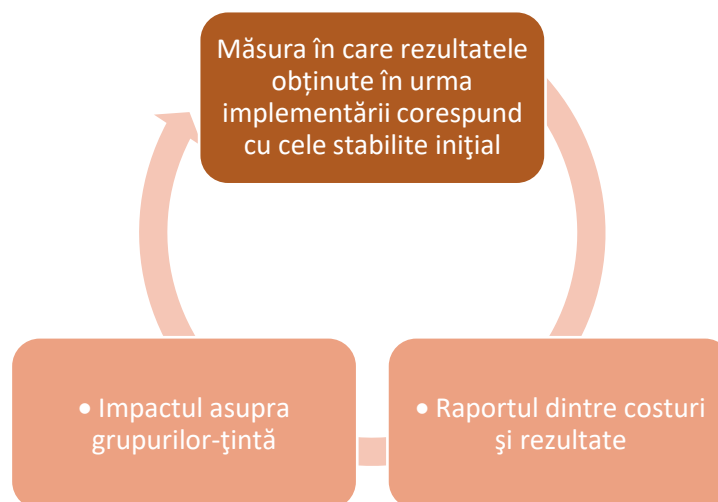 Măsura în care rezultatele
obținute în urma
implementării corespund
cu cele stabilite iniţial
• Impactul asupra
grupurilor-ţintă
• Raportul dintre costuri
şi rezultate